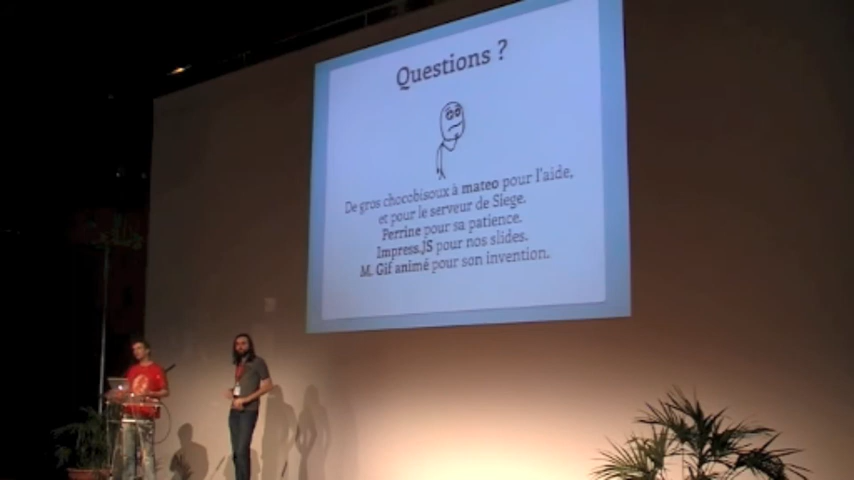 Questions ?
De gros chocobisoux à mateo pour l'aide,
et pour le serveur de Siege.
Perrine pour sa patience.
Impress.JS pour nos slides.
M. Gif animé pour son invention.